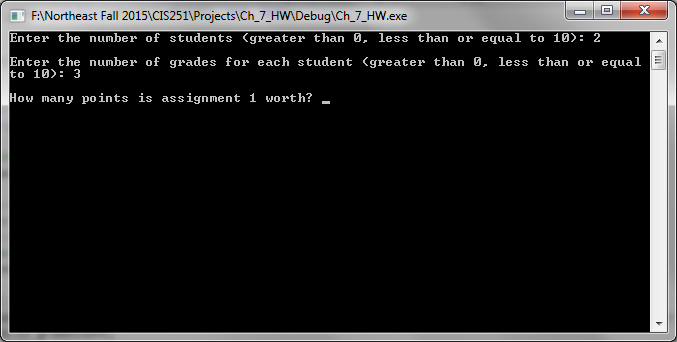 F:\Northeast Fall 2015\CIS251\Projects\Ch_7_HW\Debug\Ch_7_HW.exe
Enter the number of students (greater than 0, less than or equal to 10): 2
Enter the number of grades for each student (greater than 0, less than or equal
to 10): 3
How many points is assignment 1 worth? _